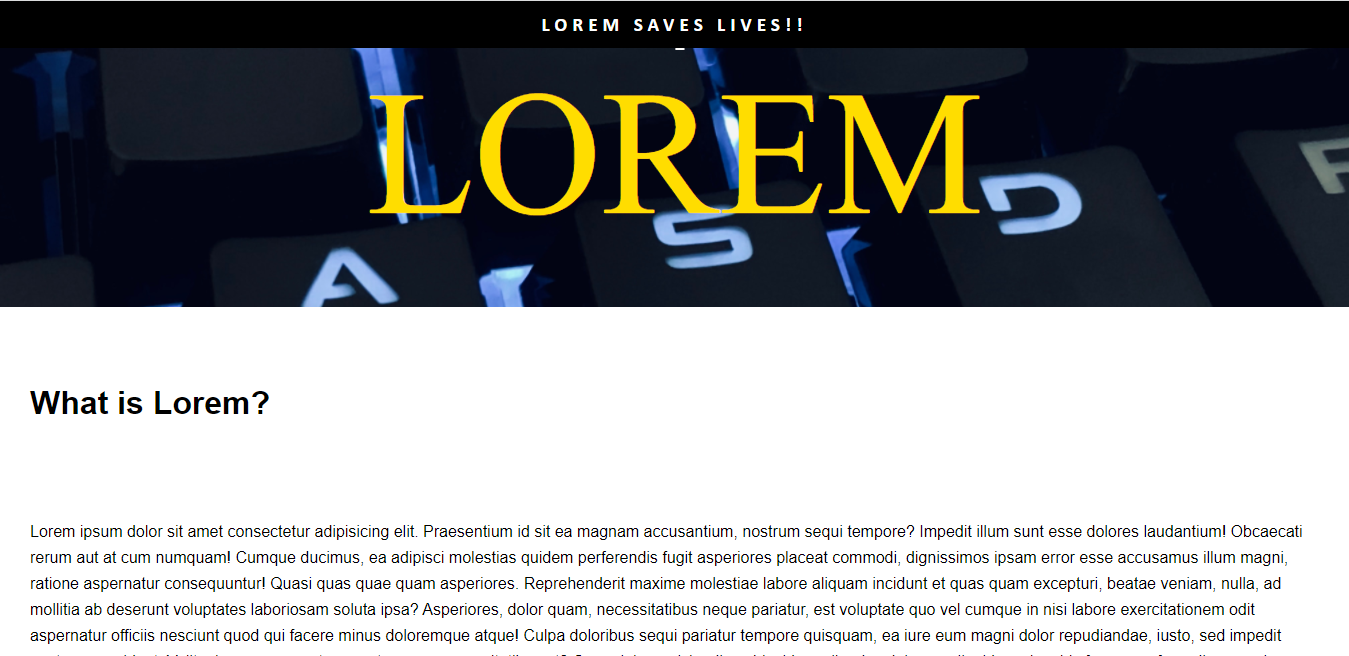 LOREM SAVES LIVES!!
LOREM
A S D
What is Lorem?
Lorem ipsum dolor sit amet consectetur adipisicing elit. Praesentium id sit ea magnam accusantium, nostrum sequi tempore? Impedit illum sunt esse dolores laudantium! Obcaecati
rerum aut at cum numquam! Cumque ducimus, ea adipisci molestias quidem perferendis fugit asperiores placeat commodi, dignissimos ipsam error esse accusamus illum magni,
ratione aspernatur consequuntur! Quasi quas quae quam asperiores. Reprehenderit maxime molestiae labore aliquam incidunt et quas quam excepturi, beatae veniam, nulla, ad
mollitia ab deserunt voluptates laboriosam soluta ipsa? Asperiores, dolor quam, necessitatibus neque pariatur, est voluptate quo vel cumque in nisi labore exercitationem odit
aspernatur officiis nesciunt quod qui facere minus doloremque atque! Culpa doloribus sequi pariatur tempore quisquam, ea iure eum magni dolor repudiandae, iusto, sed impedit